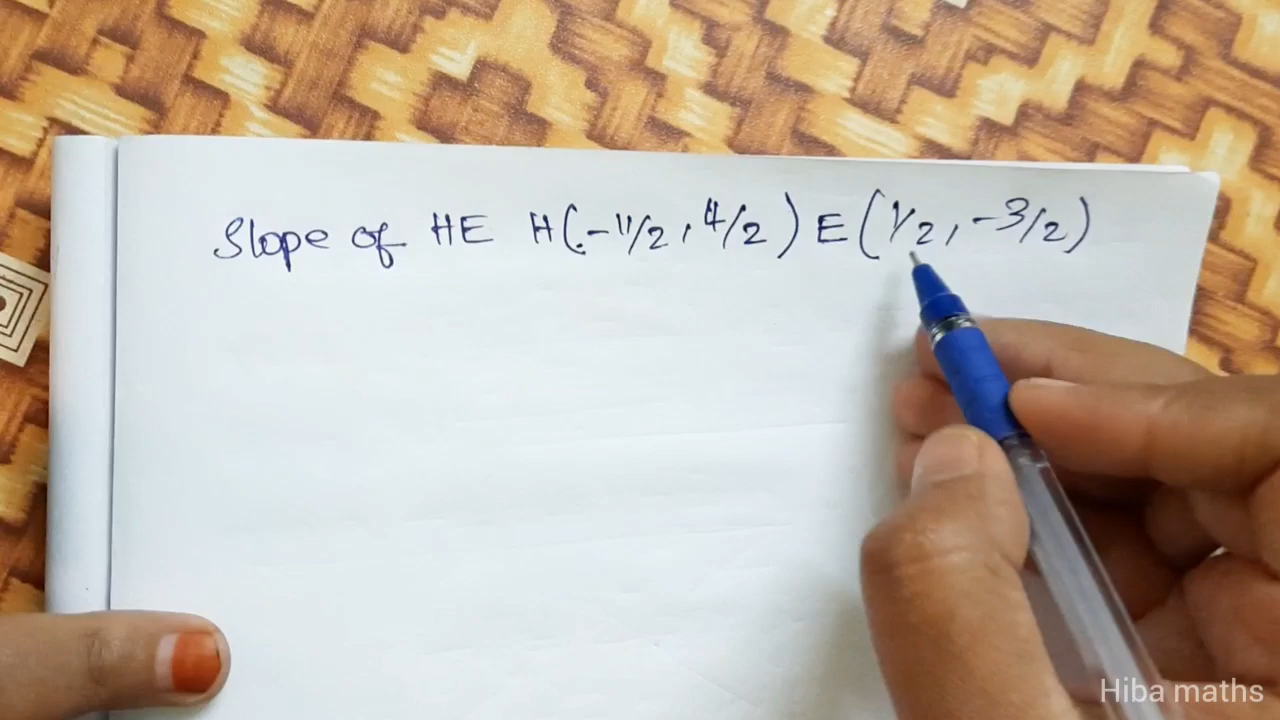 Slope of HE H(-11/2, 4/2) E(1/2, -3/2)
Hiba maths